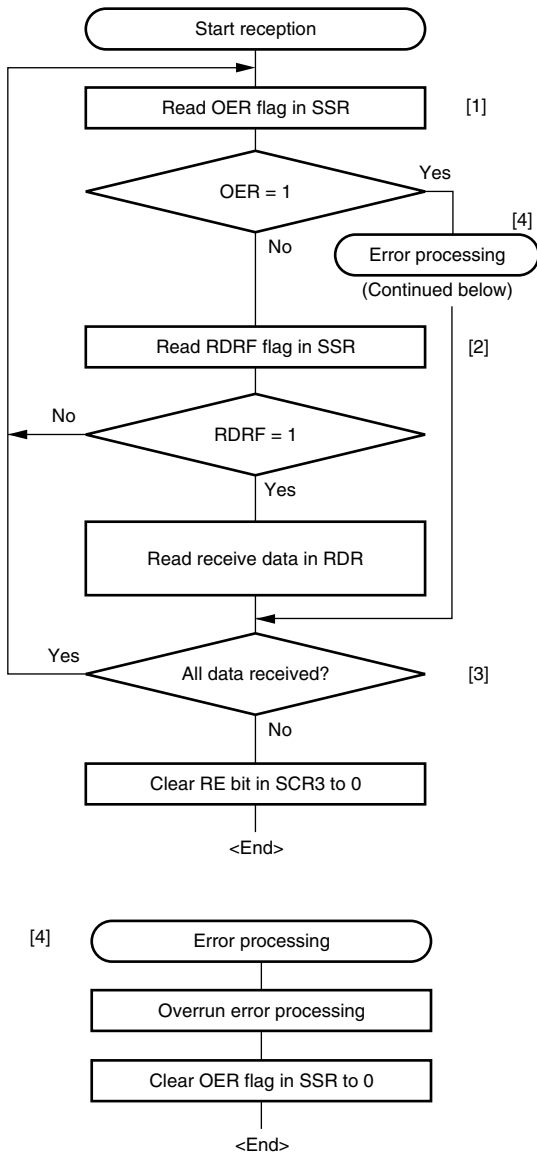 Start reception
Read OER flag in SSR
[1]
OER = 1
Yes
[4]
No
Error processing
(Continued below)
Read RDRF flag in SSR
[2]
No
RDRF = 1
Yes
Read receive data in RDR
Yes
All data received?
[3]
No
Clear RE bit in SCR3 to 0
<End>
[4]
Error processing
Overrun error processing
Clear OER flag in SSR to 0
<End>